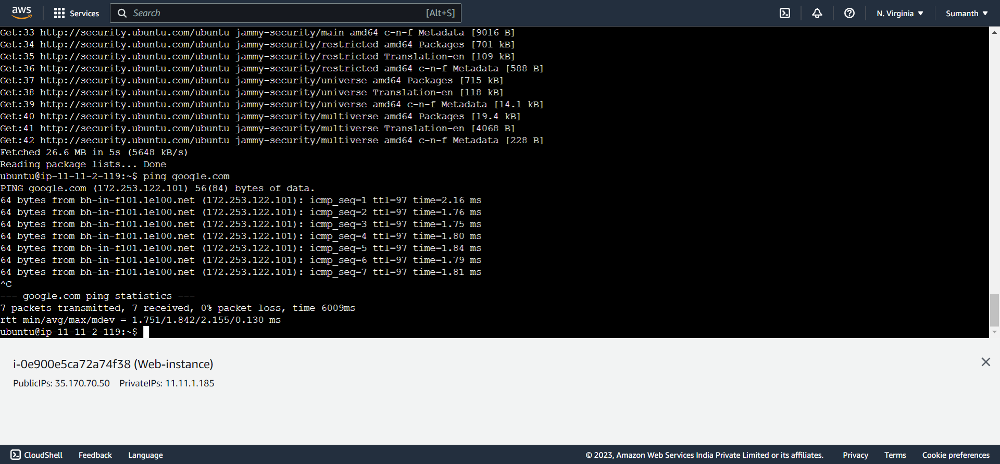 aws Services Search [Alt+S] N. Virginia Sumanth
Get:33 http://security.ubuntu.com/ubuntu jammy-security/main amd64 c-n-f Metadata [9016 B]
Get:34 http://security.ubuntu.com/ubuntu jammy-security/restricted amd64 Packages [701 kB]
Get:35 http://security.ubuntu.com/ubuntu jammy-security/restricted Translation-en [109 kB]
Get:36 http://security.ubuntu.com/ubuntu jammy-security/restricted amd64 c-n-f Metadata [588 B]
Get:37 http://security.ubuntu.com/ubuntu jammy-security/universe amd64 Packages [715 kB]
Get:38 http://security.ubuntu.com/ubuntu jammy-security/universe Translation-en [118 kB]
Get:39 http://security.ubuntu.com/ubuntu jammy-security/universe amd64 c-n-f Metadata [14.1 kB]
Get:40 http://security.ubuntu.com/ubuntu jammy-security/multiverse amd64 Packages [19.4 kB]
Get:41 http://security.ubuntu.com/ubuntu jammy-security/multiverse Translation-en [4068 B]
Get:42 http://security.ubuntu.com/ubuntu jammy-security/multiverse amd64 c-n-f Metadata [228 B]
Fetched 26.6 MB in 5s (5648 kB/s)
Reading package lists... Done
ubuntu@ip-11-11-2-119:~$ ping google.com
PING google.com (172.253.122.101) 56(84) bytes of data.
64 bytes from bh-in-f101.1e100.net (172.253.122.101): icmp_seq=1 ttl=97 time=2.16 ms
64 bytes from bh-in-f101.1e100.net (172.253.122.101): icmp_seq=2 ttl=97 time=1.76 ms
64 bytes from bh-in-f101.1e100.net (172.253.122.101): icmp_seq=3 ttl=97 time=1.75 ms
64 bytes from bh-in-f101.1e100.net (172.253.122.101): icmp_seq=4 ttl=97 time=1.80 ms
64 bytes from bh-in-f101.1e100.net (172.253.122.101): icmp_seq=5 ttl=97 time=1.84 ms
64 bytes from bh-in-f101.1e100.net (172.253.122.101): icmp_seq=6 ttl=97 time=1.79 ms
64 bytes from bh-in-f101.1e100.net (172.253.122.101): icmp_seq=7 ttl=97 time=1.81 ms
^C
--- google.com ping statistics ---
7 packets transmitted, 7 received, 0% packet loss, time 6009ms
rtt min/avg/max/mdev = 1.751/1.842/2.155/0.130 ms
ubuntu@ip-11-11-2-119:~$
i-0e900e5ca72a74f38 (Web-instance)
PublicIPs: 35.170.70.50 PrivateIPs: 11.11.1.185
CloudShell Feedback Language © 2023, Amazon Web Services India Private Limited or its affiliates. Privacy Terms Cookie preferences